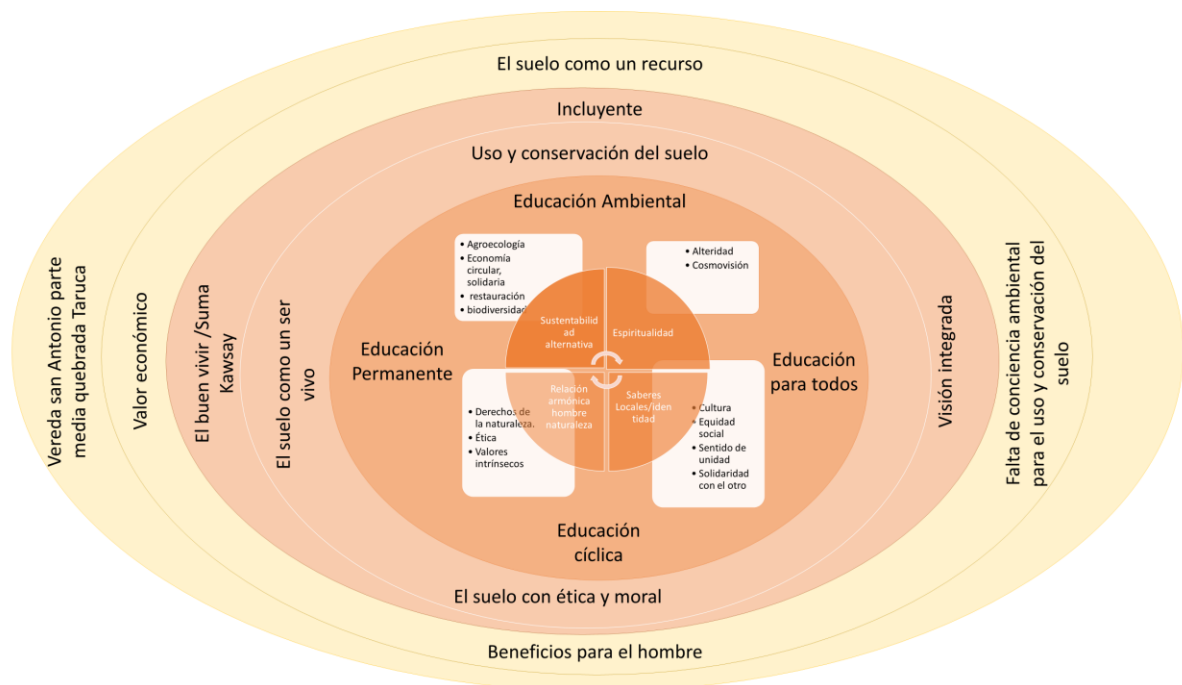 El suelo como un recurso
Incluyente
Uso y conservación del suelo
Educación Ambiental
• Agroecología
• Economía
circular,
solidaria
• restauración
• biodiversidad
• Alteridad
• Cosmovisión
Sustentabilid
ad
alternativa
Espiritualidad
Vereda san Antonio parte
media quebrada Taruca
Valor económico
El buen vivir /Suma
Kawsay
El suelo como un ser
vivo
Educación
Permanente
Educación
para todos
Visión integrada
Falta de conciencia ambiental
para el uso y conservación del
suelo
Relación
armónica
hombre
naturaleza
Saberes
Locales/iden
tidad
• Derechos de
la naturaleza.
• Ética
• Valores
intrínsecos
• Cultura
• Equidad
social
• Sentido de
unidad
• Solidaridad
con el otro
Educación
cíclica
El suelo con ética y moral
Beneficios para el hombre